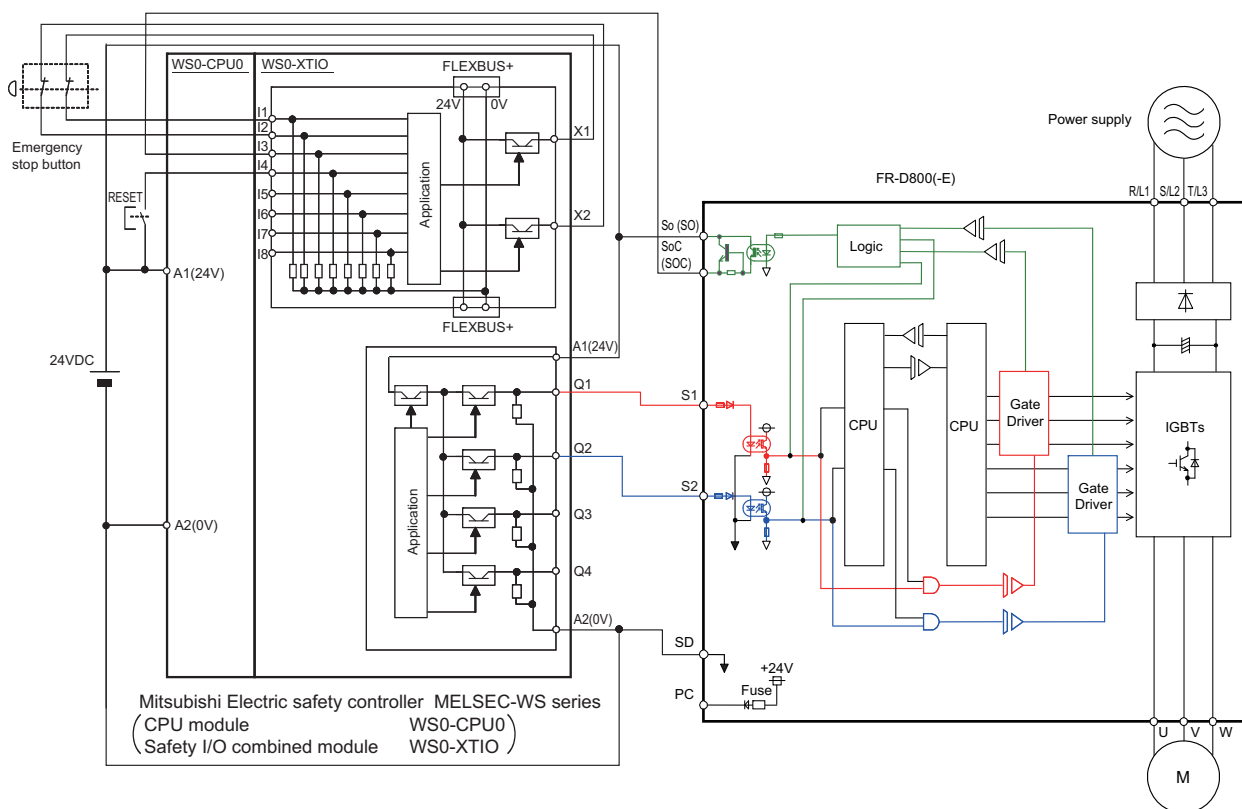 WS0-CPU0
WS0-XTIO
FLEXBUS+
24V
0V
I1
I2
I3
I4
I5
I6
I7
I8
Application
X1
X2
FLEXBUS+
Emergency
stop button
RESET
A1(24V)
24VDC
A2(0V)
A1(24V)
Q1
Q2
Q3
Q4
A2(0V)
Application
Mitsubishi Electric safety controller MELSEC-WS series
CPU module WS0-CPU0
Safety I/O combined module WS0-XTIO
Power supply
FR-D800(-E)
R/L1 S/L2 T/L3
So (SO)
SoC
(SOC)
Logic
S1
S2
CPU
CPU
Gate
Driver
Gate
Driver
IGBTs
SD
PC
Fuse
+24V
U
V
W
M